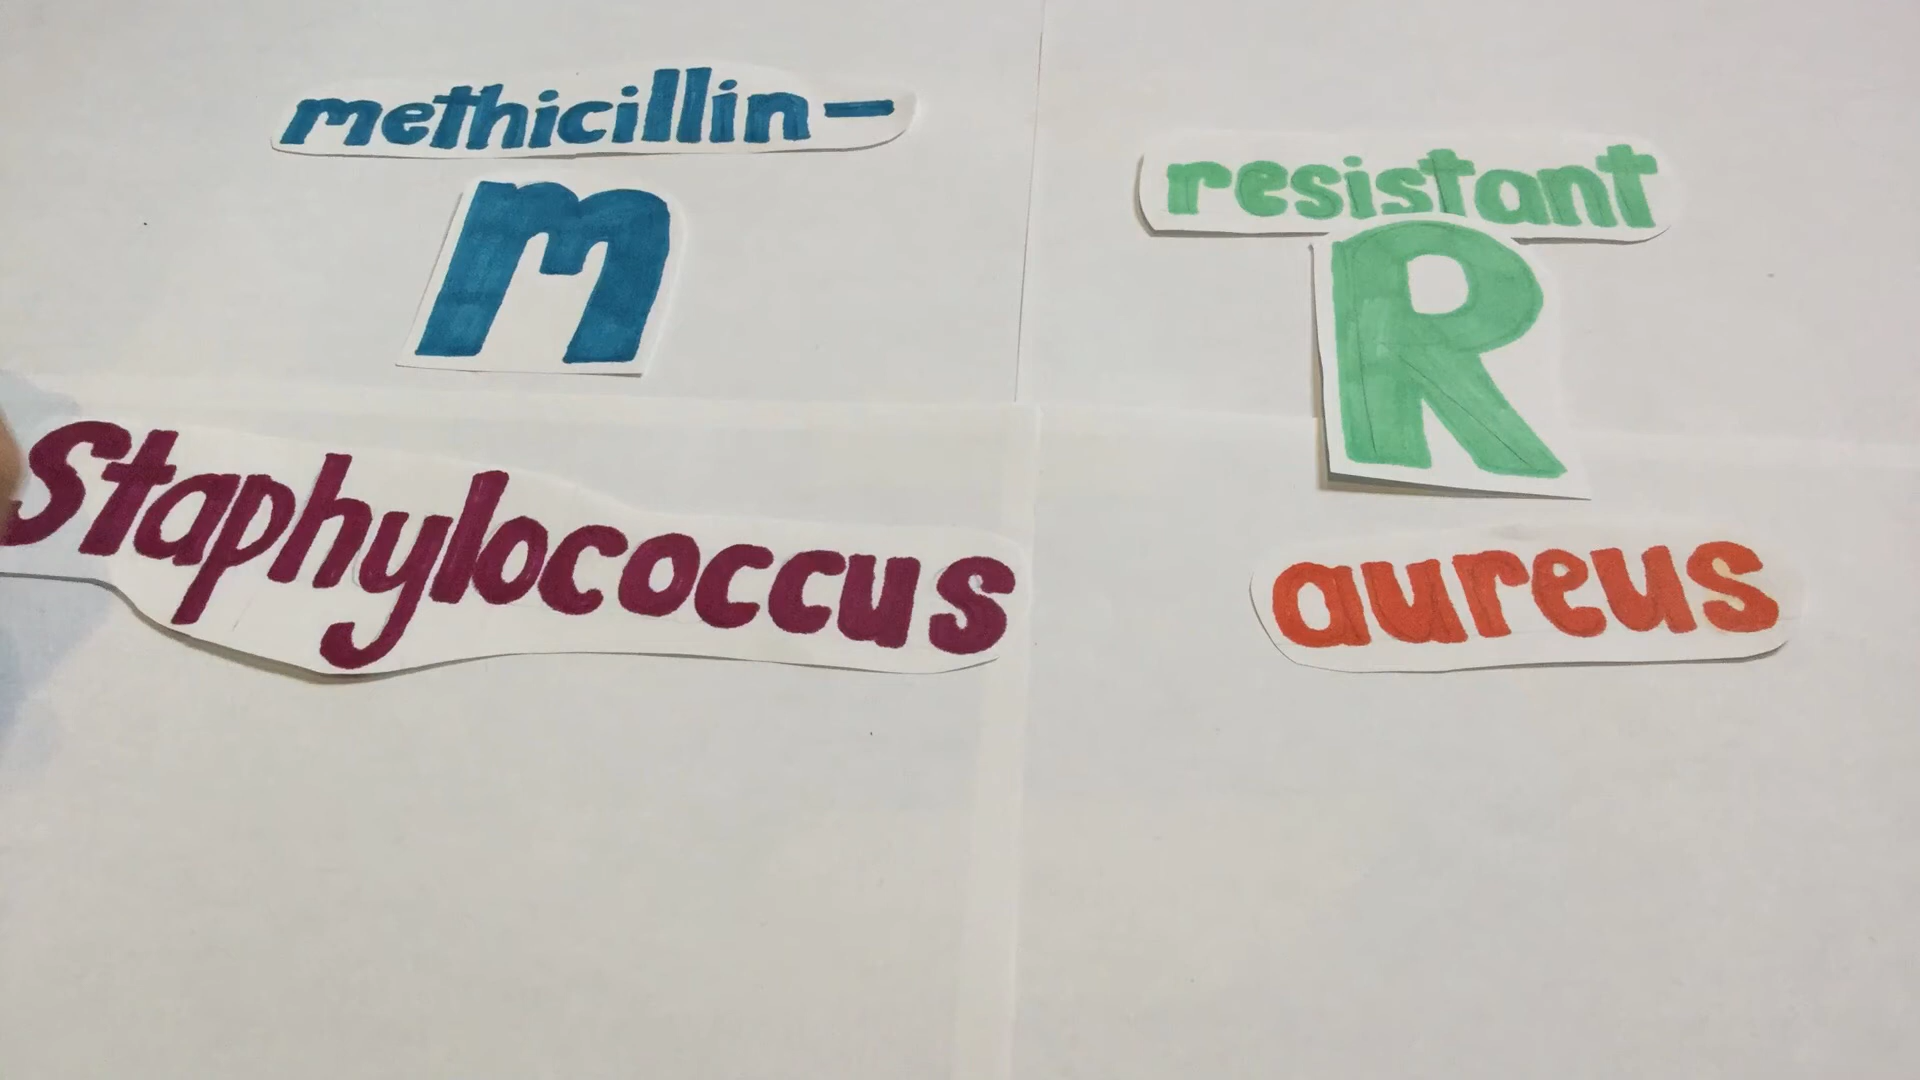 methicillin-
M
resistant
R
Staphylococcus
aureus